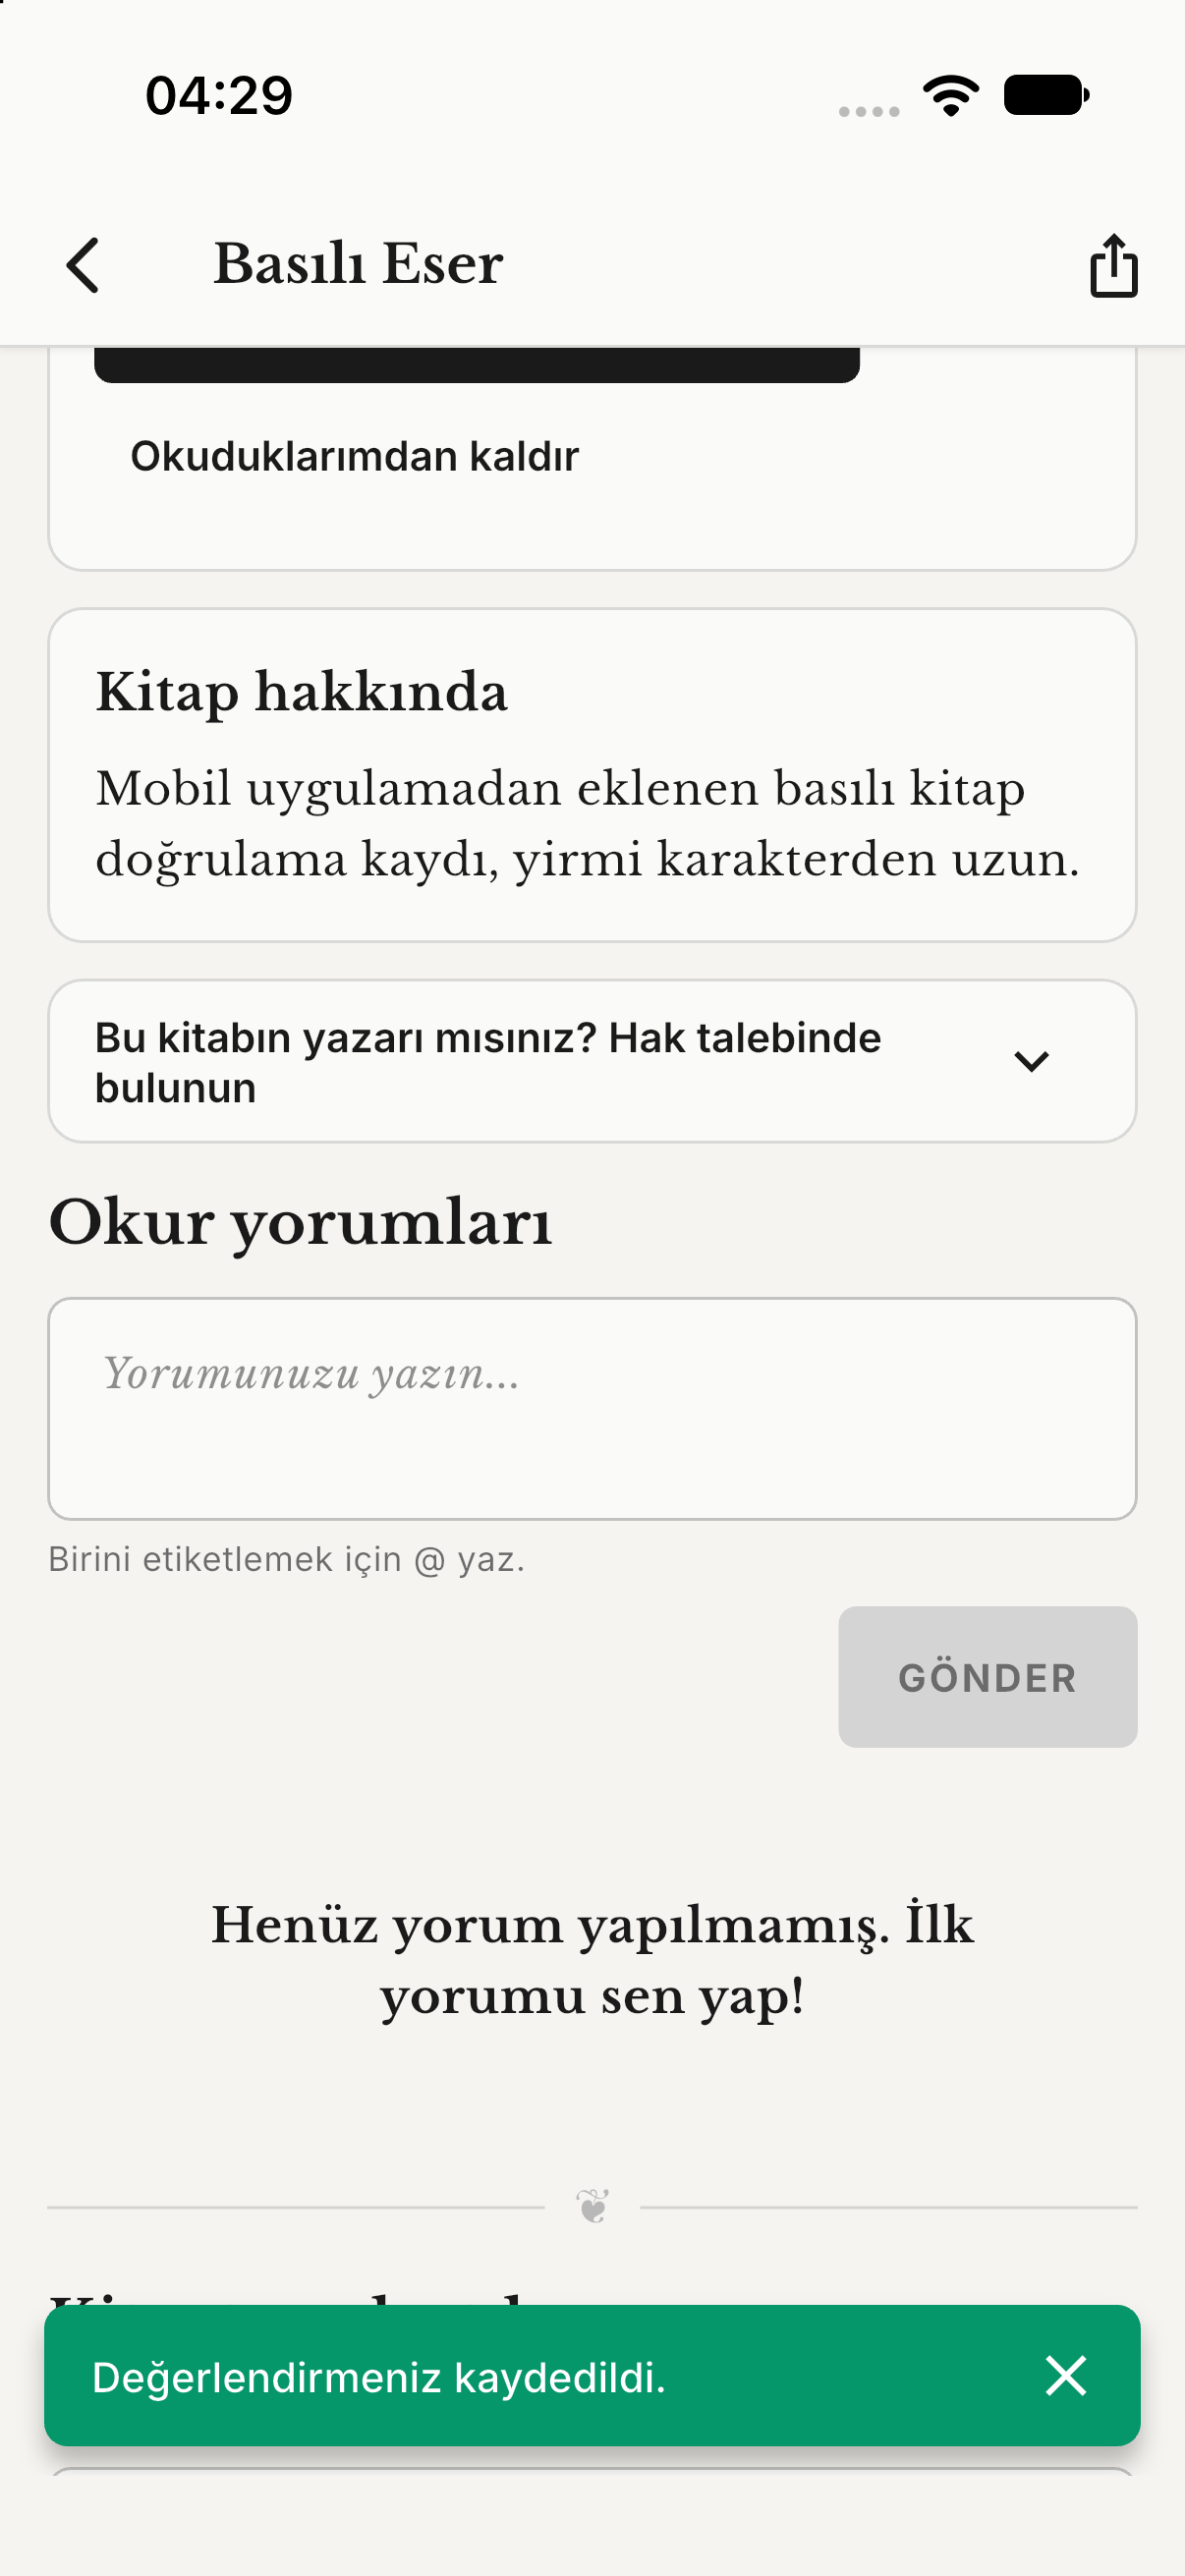 04:29
Basılı Eser
Okuduklarımdan kaldır
Kitap hakkında
Mobil uygulamadan eklenen basılı kitap
doğrulama kaydı, yirmi karakterden uzun.
Bu kitabın yazarı mısınız? Hak talebinde
bulunun
Okur yorumları
Yorumunuzu yazın...
Birini etiketlemek için @ yaz.
GÖNDER
Henüz yorum yapılmamış. İlk
yorumu sen yap!
Değerlendirmeniz kaydedildi.